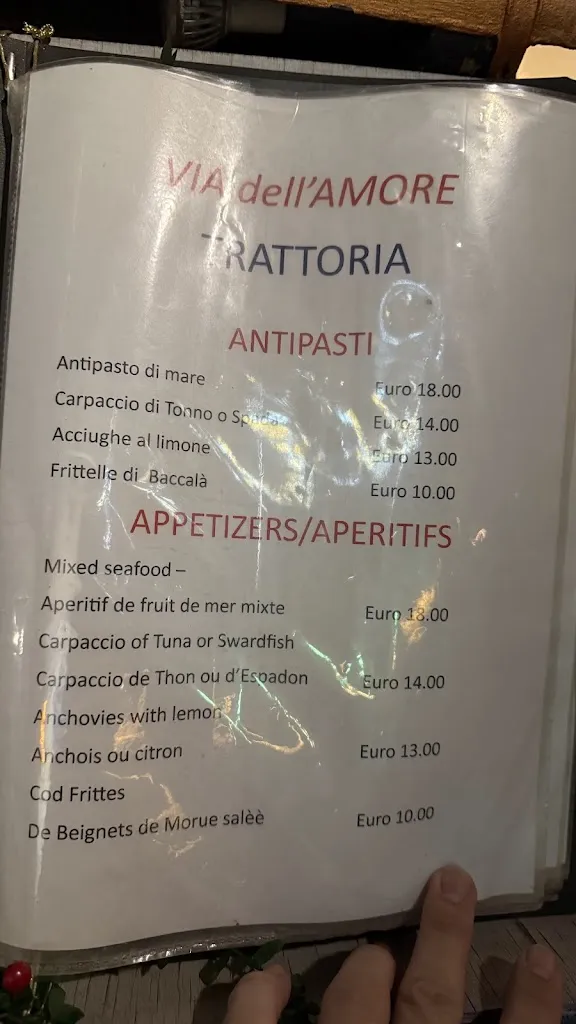 VIA dell'AMORE
TRATTORIA
ANTIPASTI
Antipasto di mare Euro 18.00
Carpaccio di Tonno o Spada Euro 14.00
Acciughe al limone Euro 13.00
Frittelle di Baccalà Euro 10.00
APPETIZERS/APERITIFS
Mixed seafood –
Aperitif de fruit de mer mixte Euro 18.00
Carpaccio of Tuna or Swardfish
Carpaccio de Thon ou d'Espadon Euro 14.00
Anchovies with lemon
Anchois ou citron Euro 13.00
Cod Frittes
De Beignets de Morue salèè Euro 10.00